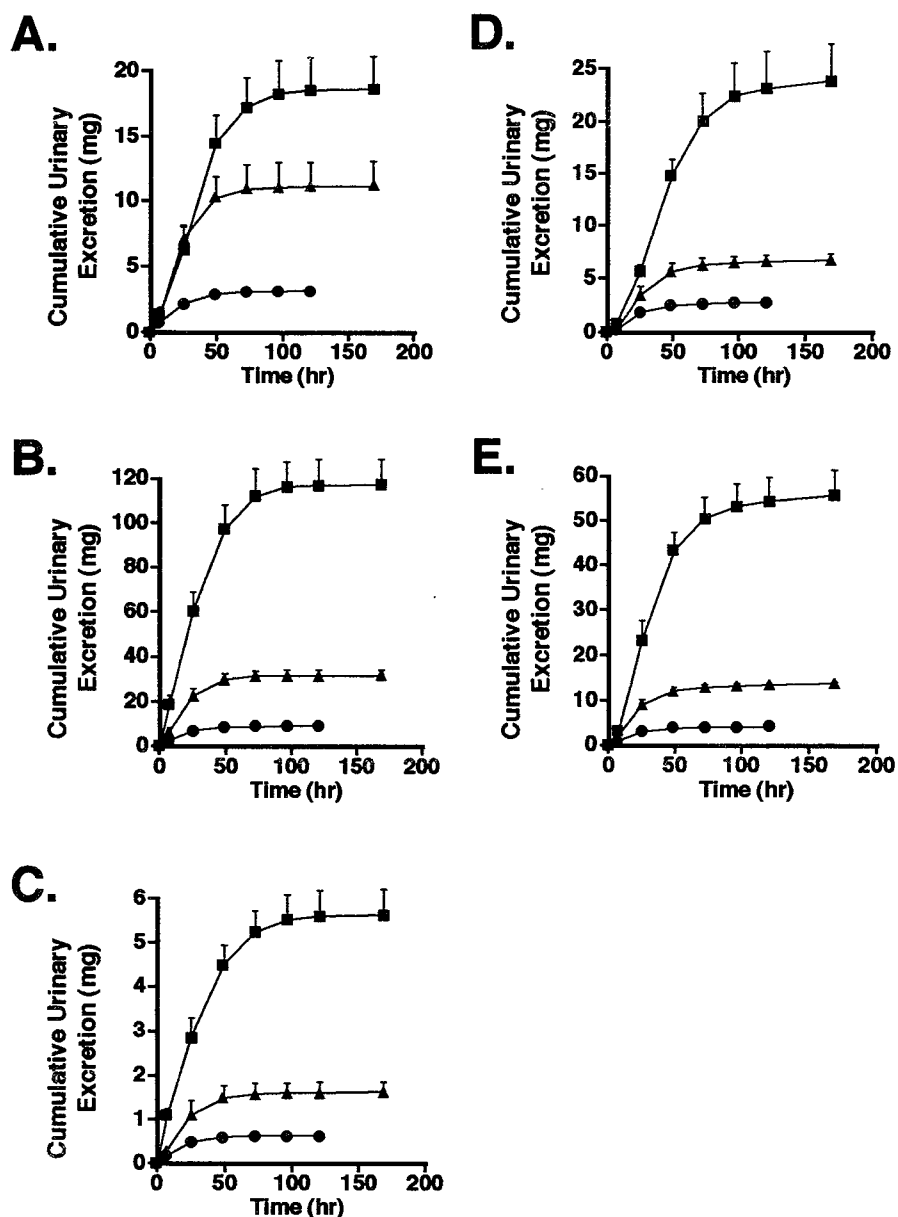 A.
Cumulative Urinary
Excretion (mg)
20
15
10
5
0
0 50 100 150 200
Time (hr)
B.
Cumulative Urinary
Excretion (mg)
120
100
80
60
40
20
0
0 50 100 150 200
Time (hr)
C.
Cumulative Urinary
Excretion (mg)
6
5
4
3
2
1
0
0 50 100 150 200
Time (hr)
D.
Cumulative Urinary
Excretion (mg)
25
20
15
10
5
0
0 50 100 150 200
Time (hr)
E.
Cumulative Urinary
Excretion (mg)
60
50
40
30
20
10
0
0 50 100 150 200
Time (hr)